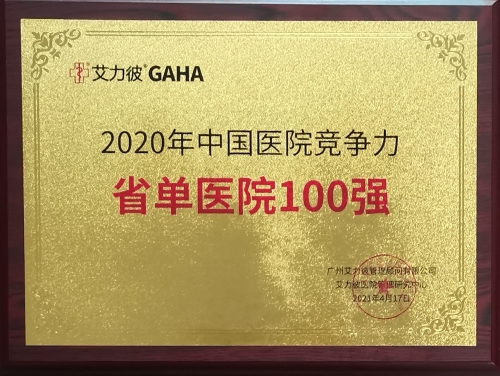 艾力彼® GAHA
2020年中国医院竞争力
省单医院100强
广州艾力彼管理顾问有限公司
艾力彼医院管理研究中心
2021年4月17日